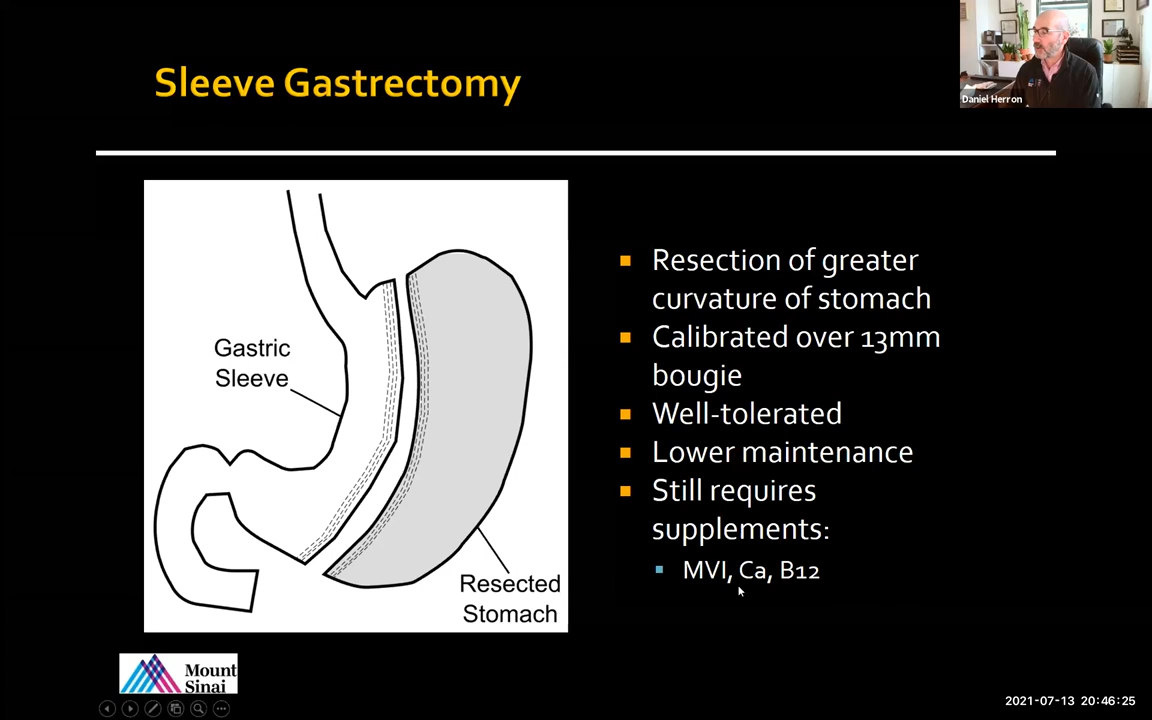 Sleeve Gastrectomy
Daniel Herron
Gastric
Sleeve
Resected
Stomach
Resection of greater
curvature of stomach
Calibrated over 13mm
bougie
Well-tolerated
Lower maintenance
Still requires
supplements:
MVI, Ca, B12
Mount
Sinai
2021-07-13 20:46:25